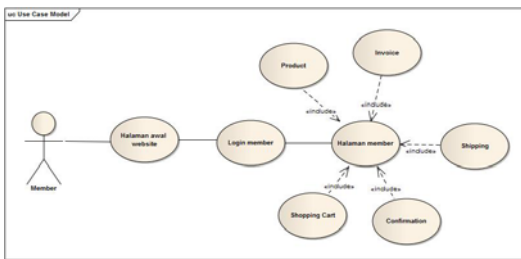 uc Use Case Model
Product
Invoice
«include»
«include»
Halaman awal
website
Login member
Halaman member
«include»
Shipping
Member
«include»
«include»
Shopping Cart
Confirmation